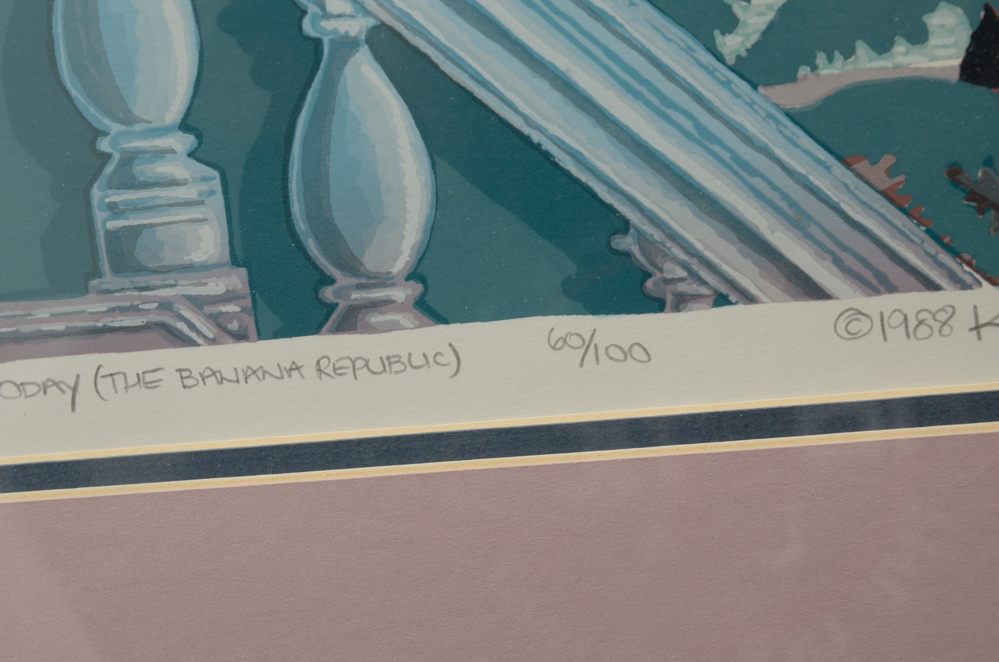 ODAY (THE BANANA REPUBLIC) 60/100 ©1988 K